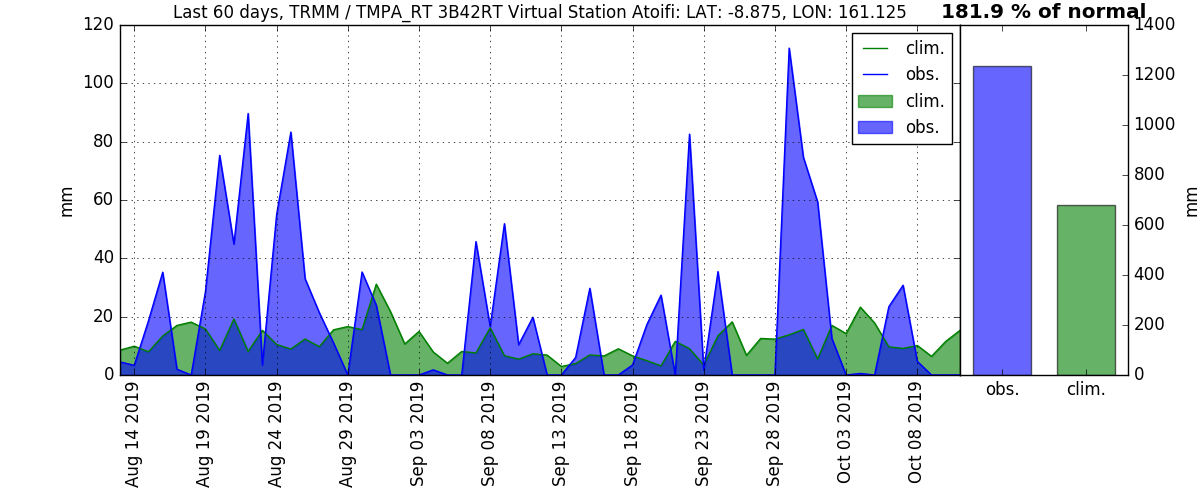 Last 60 days, TRMM / TMPA_RT 3B42RT Virtual Station Atoifi: LAT: -8.875, LON: 161.125
181.9 % of normal
120
100
80
60
40
20
0
mm
clim.
obs.
clim.
obs.
Aug 14 2019
Aug 19 2019
Aug 24 2019
Aug 29 2019
Sep 03 2019
Sep 08 2019
Sep 13 2019
Sep 18 2019
Sep 23 2019
Sep 28 2019
Oct 03 2019
Oct 08 2019
1400
1200
1000
800
600
400
200
0
mm
obs.
clim.